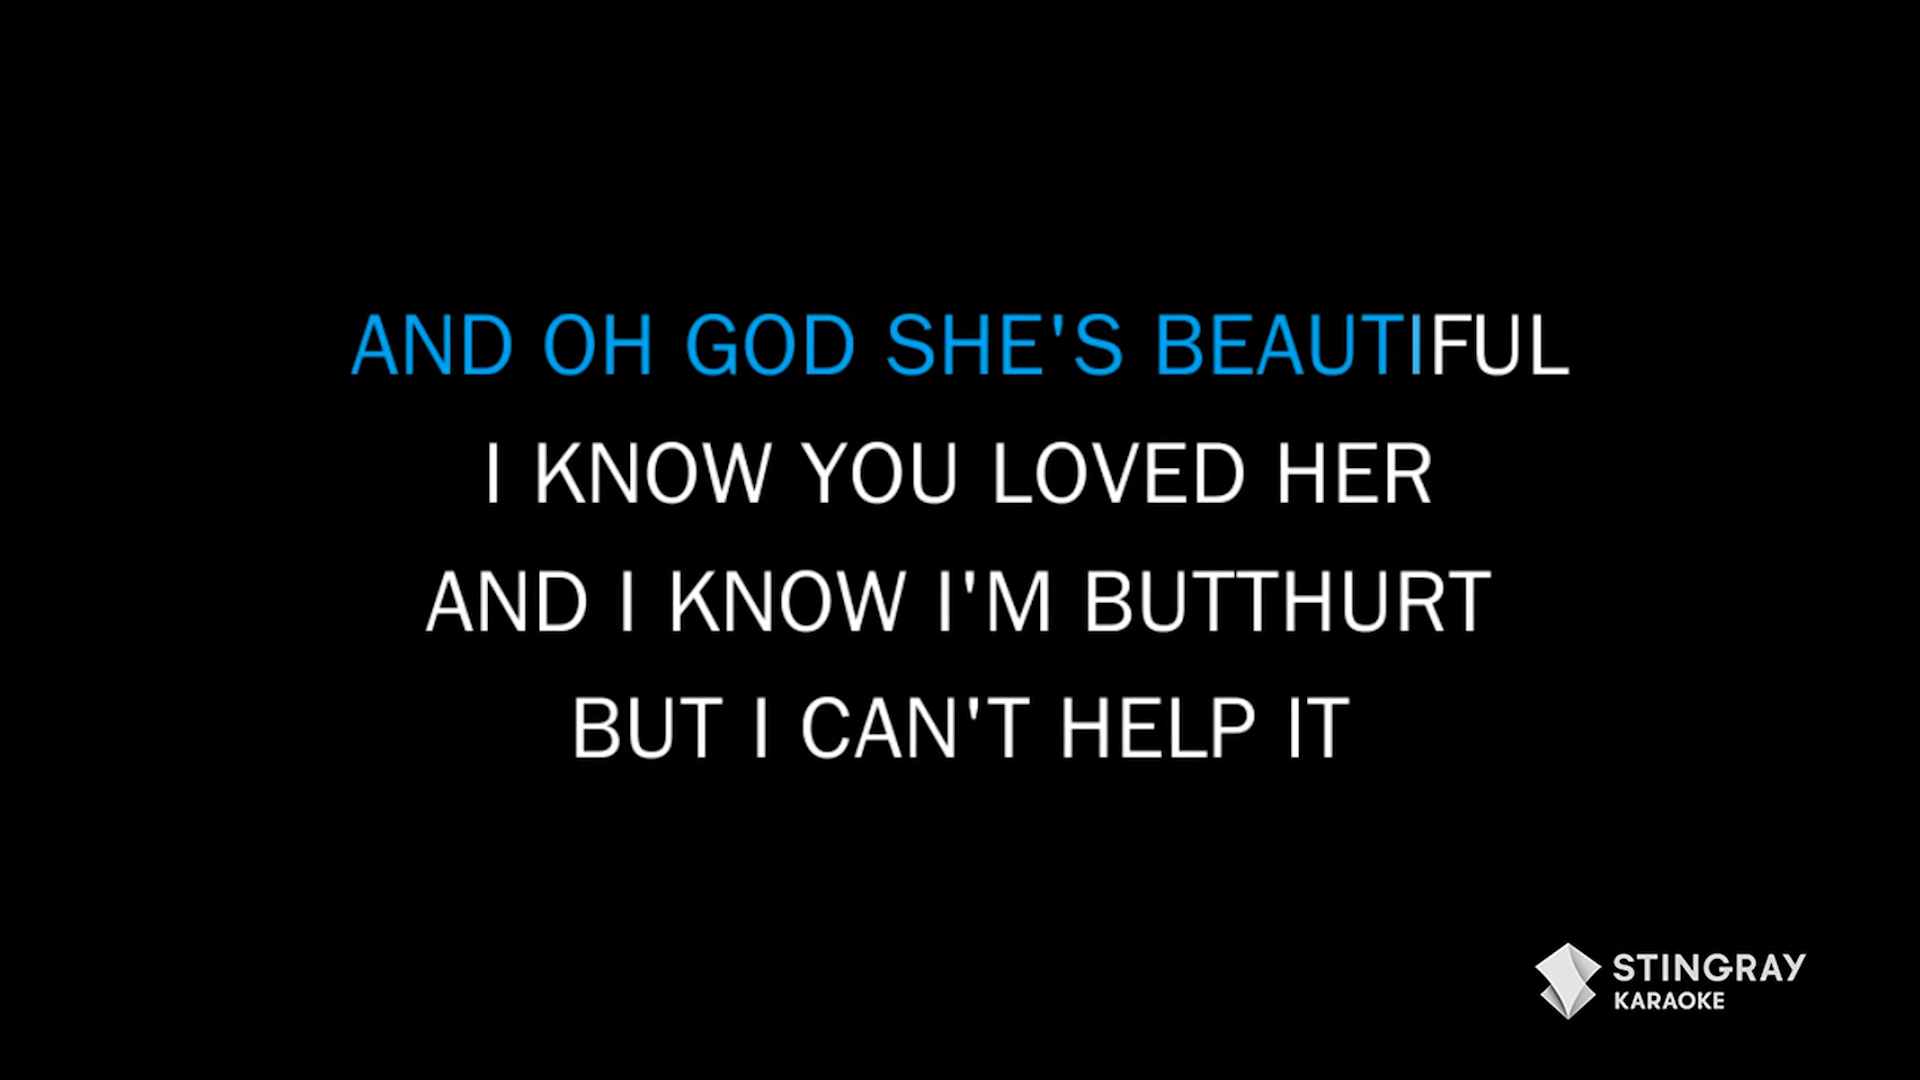 AND OH GOD SHE'S BEAUTIFUL
I KNOW YOU LOVED HER
AND I KNOW I'M BUTTHURT
BUT I CAN'T HELP IT
STINGRAY
KARAOKE